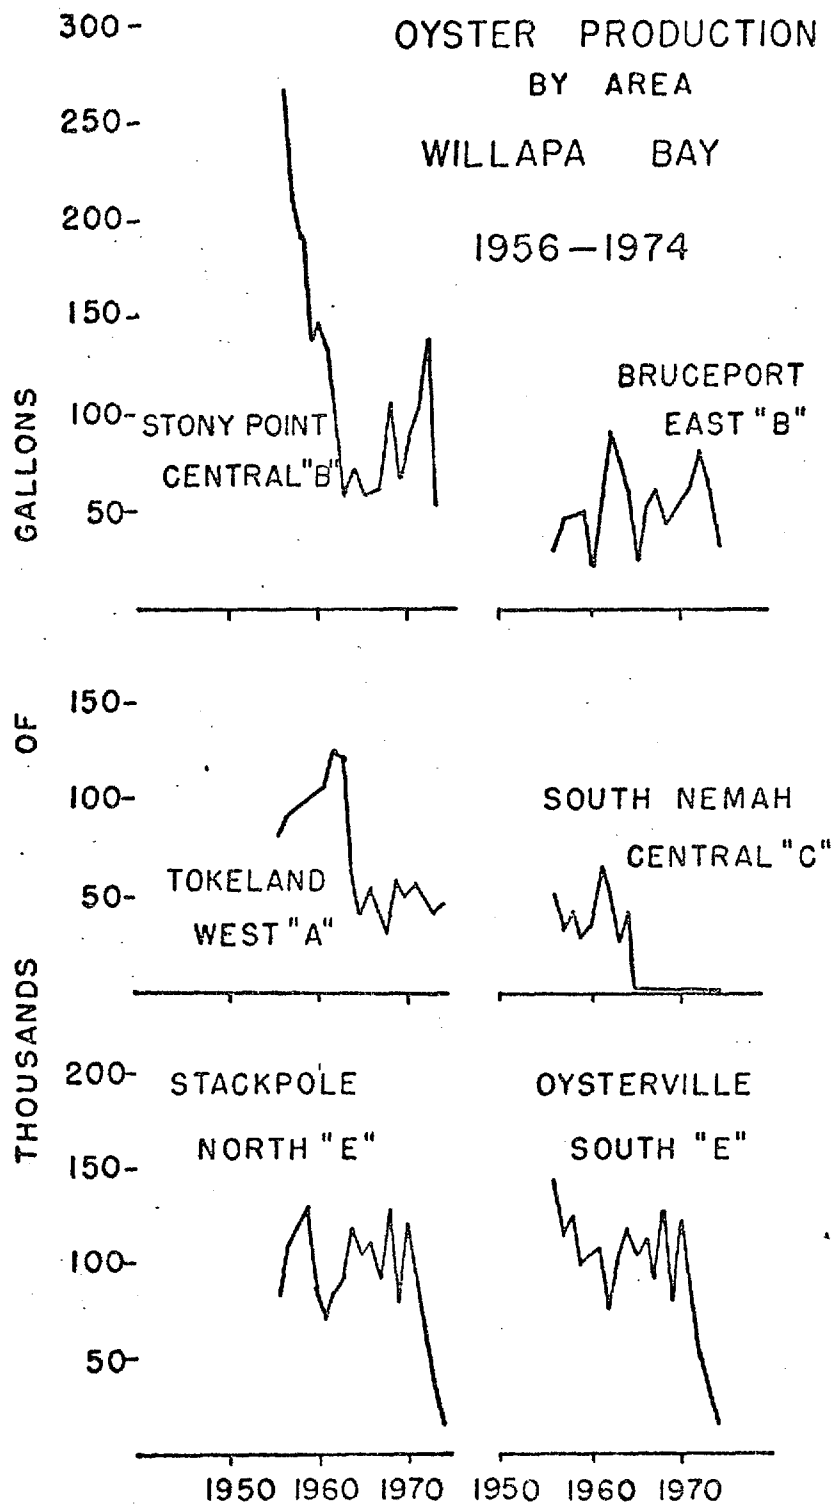 OYSTER PRODUCTION
BY AREA
WILLAPA BAY
1956-1974
THOUSANDS OF GALLONS
300-
250-
200-
150-
100-
50-
STONY POINT
CENTRAL "B"
BRUCEPORT
EAST "B"
150-
100-
50-
TOKELAND
WEST "A"
SOUTH NEMAH
CENTRAL "C"
200-
150-
100-
50-
STACKPOLE
NORTH "E"
OYSTERVILLE
SOUTH "E"
1950 1960 1970
1950 1960 1970